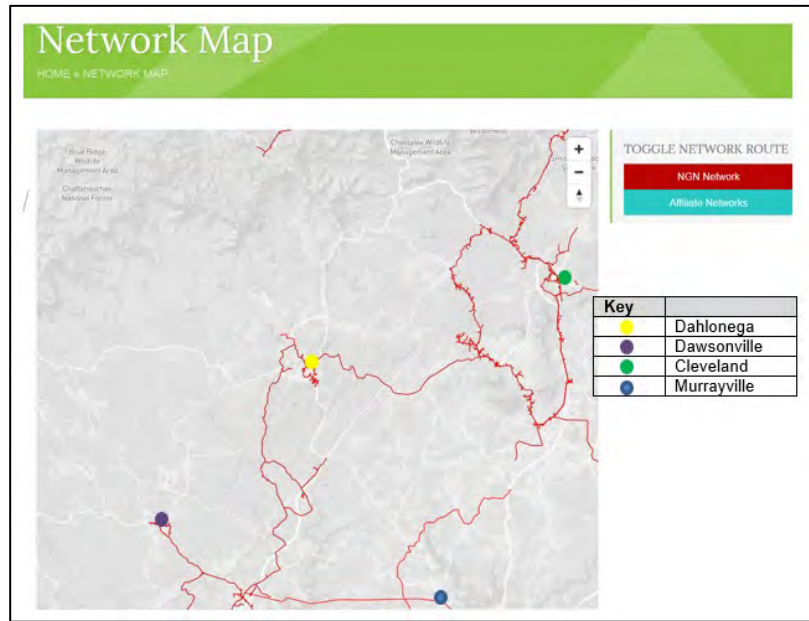 Network Map
HOME » NETWORK MAP
Blue Ridge
Wildlife
Management Area
Chattahoochee
National Forest
Chestatee Wildlife
Management Area
Wilderness
+
−
TOGGLE NETWORK ROUTE
NGN Network
Affiliate Networks
Key
Dahlonega
Dawsonville
Cleveland
Murrayville